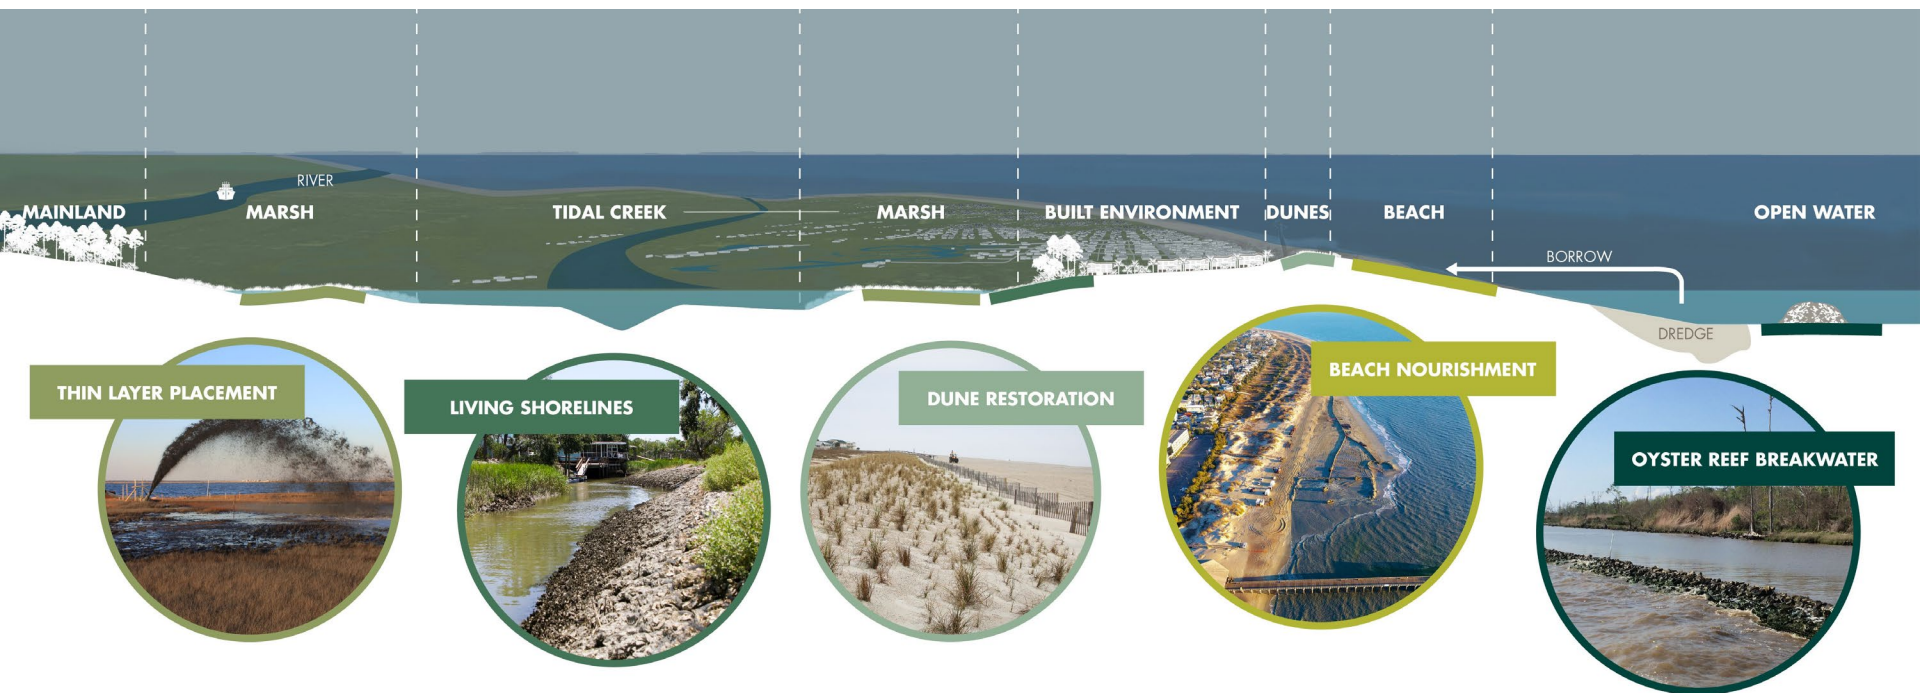 RIVER
MAINLAND
MARSH
TIDAL CREEK
MARSH
BUILT ENVIRONMENT
DUNES
BEACH
OPEN WATER
BORROW
DREDGE
THIN LAYER PLACEMENT
LIVING SHORELINES
DUNE RESTORATION
BEACH NOURISHMENT
OYSTER REEF BREAKWATER